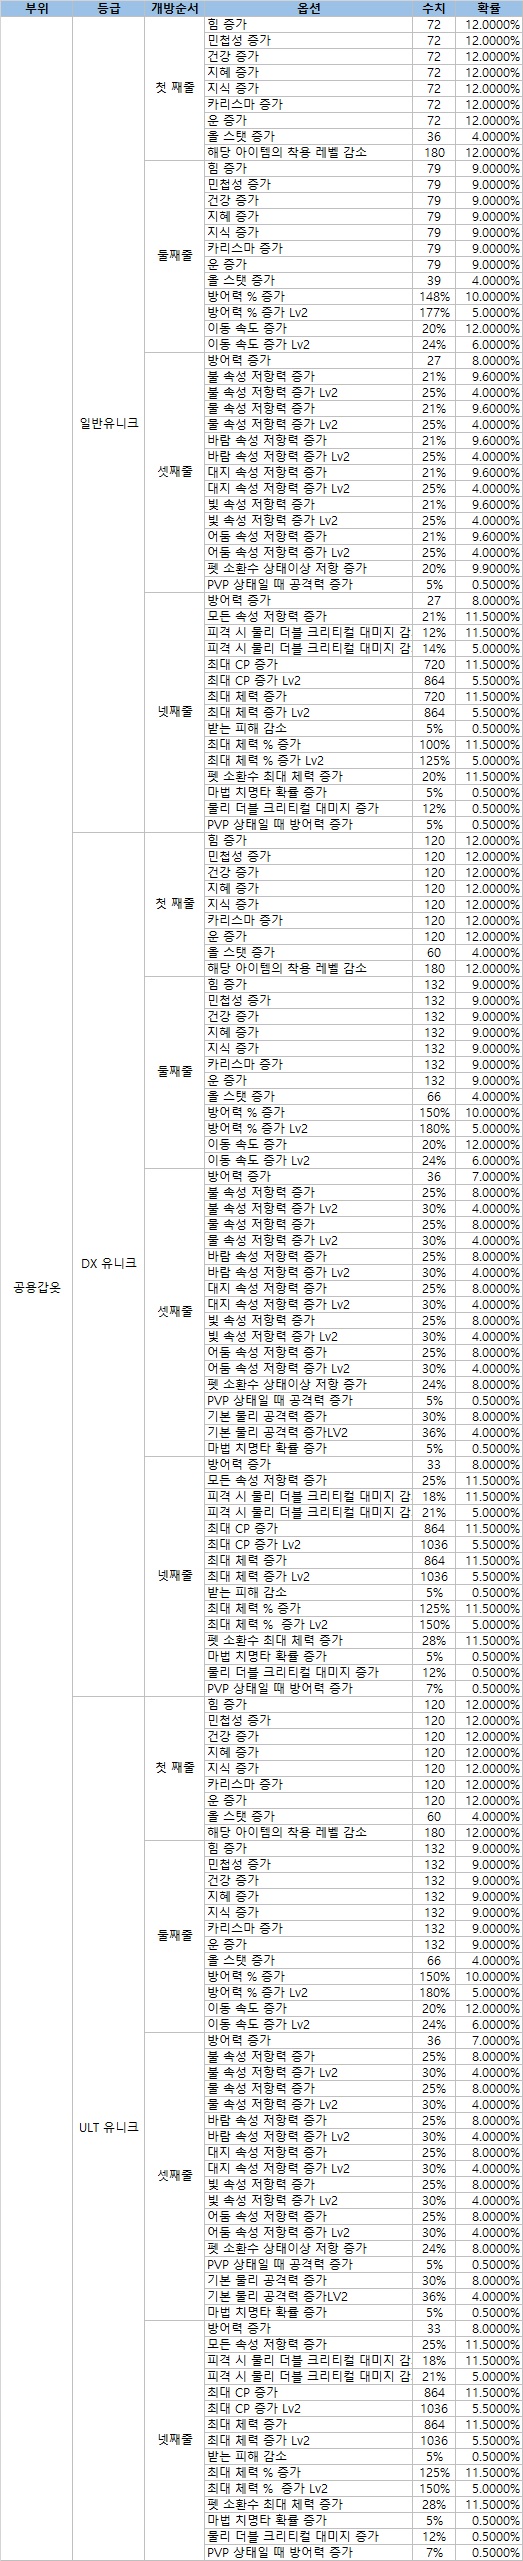 부위 등급 개방순서 옵션 수치 확률
힘 증가 72 12.0000%
민첩성 증가 72 12.0000%
건강 증가 72 12.0000%
지혜 증가 72 12.0000%
첫 째줄 지식 증가 72 12.0000%
카리스마 증가 72 12.0000%
운 증가 72 12.0000%
올 스탯 증가 36 4.0000%
해당 아이템의 착용 레벨 감소 180 12.0000%
힘 증가 79 9.0000%
민첩성 증가 79 9.0000%
건강 증가 79 9.0000%
지혜 증가 79 9.0000%
지식 증가 79 9.0000%
둘째줄 카리스마 증가 79 9.0000%
운 증가 79 9.0000%
올 스탯 증가 39 4.0000%
방어력 % 증가 148% 10.0000%
방어력 % 증가 Lv2 177% 5.0000%
이동 속도 증가 20% 12.0000%
이동 속도 증가 Lv2 24% 6.0000%
방어력 증가 27 8.0000%
불 속성 저항력 증가 21% 9.6000%
불 속성 저항력 증가 Lv2 25% 4.0000%
물 속성 저항력 증가 21% 9.6000%
일반유니크 물 속성 저항력 증가 Lv2 25% 4.0000%
바람 속성 저항력 증가 21% 9.6000%
바람 속성 저항력 증가 Lv2 25% 4.0000%
셋째줄 대지 속성 저항력 증가 21% 9.6000%
대지 속성 저항력 증가 Lv2 25% 4.0000%
빛 속성 저항력 증가 21% 9.6000%
빛 속성 저항력 증가 Lv2 25% 4.0000%
어둠 속성 저항력 증가 21% 9.6000%
어둠 속성 저항력 증가 Lv2 25% 4.0000%
펫 소환수 상태이상 저항 증가 20% 9.9000%
PVP 상태일 때 공격력 증가 5% 0.5000%
방어력 증가 27 8.0000%
모든 속성 저항력 증가 21% 11.5000%
피격 시 물리 더블 크리티컬 대미지 감 12% 11.5000%
피격 시 물리 더블 크리티컬 대미지 감 14% 5.0000%
최대 CP 증가 720 11.5000%
최대 CP 증가 Lv2 864 5.5000%
최대 체력 증가 720 11.5000%
넷째줄 최대 체력 증가 Lv2 864 5.5000%
받는 피해 감소 5% 0.5000%
최대 체력 % 증가 100% 11.5000%
최대 체력 % 증가 Lv2 125% 5.0000%
펫 소환수 최대 체력 증가 20% 11.5000%
마법 치명타 확률 증가 5% 0.5000%
물리 더블 크리티컬 대미지 증가 12% 0.5000%
PVP 상태일 때 방어력 증가 5% 0.5000%
힘 증가 120 12.0000%
민첩성 증가 120 12.0000%
건강 증가 120 12.0000%
지혜 증가 120 12.0000%
첫 째줄 지식 증가 120 12.0000%
카리스마 증가 120 12.0000%
운 증가 120 12.0000%
올 스탯 증가 60 4.0000%
해당 아이템의 착용 레벨 감소 180 12.0000%
힘 증가 132 9.0000%
민첩성 증가 132 9.0000%
건강 증가 132 9.0000%
지혜 증가 132 9.0000%
지식 증가 132 9.0000%
둘째줄 카리스마 증가 132 9.0000%
운 증가 132 9.0000%
올 스탯 증가 66 4.0000%
방어력 % 증가 150% 10.0000%
방어력 % 증가 Lv2 180% 5.0000%
이동 속도 증가 20% 12.0000%
이동 속도 증가 Lv2 24% 6.0000%
방어력 증가 36 7.0000%
불 속성 저항력 증가 25% 8.0000%
불 속성 저항력 증가 Lv2 30% 4.0000%
물 속성 저항력 증가 25% 8.0000%
물 속성 저항력 증가 Lv2 30% 4.0000%
DX 유니크 바람 속성 저항력 증가 25% 8.0000%
바람 속성 저항력 증가 Lv2 30% 4.0000%
공용갑옷 대지 속성 저항력 증가 25% 8.0000%
셋째줄 대지 속성 저항력 증가 Lv2 30% 4.0000%
빛 속성 저항력 증가 25% 8.0000%
빛 속성 저항력 증가 Lv2 30% 4.0000%
어둠 속성 저항력 증가 25% 8.0000%
어둠 속성 저항력 증가 Lv2 30% 4.0000%
펫 소환수 상태이상 저항 증가 24% 8.0000%
PVP 상태일 때 공격력 증가 5% 0.5000%
기본 물리 공격력 증가 30% 8.0000%
기본 물리 공격력 증가LV2 36% 4.0000%
마법 치명타 확률 증가 5% 0.5000%
방어력 증가 33 8.0000%
모든 속성 저항력 증가 25% 11.5000%
피격 시 물리 더블 크리티컬 대미지 감 18% 11.5000%
피격 시 물리 더블 크리티컬 대미지 감 21% 5.0000%
최대 CP 증가 864 11.5000%
최대 CP 증가 Lv2 1036 5.5000%
최대 체력 증가 864 11.5000%
넷째줄 최대 체력 증가 Lv2 1036 5.5000%
받는 피해 감소 5% 0.5000%
최대 체력 % 증가 125% 11.5000%
최대 체력 %  증가 Lv2 150% 5.0000%
펫 소환수 최대 체력 증가 28% 11.5000%
마법 치명타 확률 증가 5% 0.5000%
물리 더블 크리티컬 대미지 증가 12% 0.5000%
PVP 상태일 때 방어력 증가 7% 0.5000%
힘 증가 120 12.0000%
민첩성 증가 120 12.0000%
건강 증가 120 12.0000%
지혜 증가 120 12.0000%
첫 째줄 지식 증가 120 12.0000%
카리스마 증가 120 12.0000%
운 증가 120 12.0000%
올 스탯 증가 60 4.0000%
해당 아이템의 착용 레벨 감소 180 12.0000%
힘 증가 132 9.0000%
민첩성 증가 132 9.0000%
건강 증가 132 9.0000%
지혜 증가 132 9.0000%
지식 증가 132 9.0000%
둘째줄 카리스마 증가 132 9.0000%
운 증가 132 9.0000%
올 스탯 증가 66 4.0000%
방어력 % 증가 150% 10.0000%
방어력 % 증가 Lv2 180% 5.0000%
이동 속도 증가 20% 12.0000%
이동 속도 증가 Lv2 24% 6.0000%
방어력 증가 36 7.0000%
불 속성 저항력 증가 25% 8.0000%
불 속성 저항력 증가 Lv2 30% 4.0000%
물 속성 저항력 증가 25% 8.0000%
물 속성 저항력 증가 Lv2 30% 4.0000%
ULT 유니크 바람 속성 저항력 증가 25% 8.0000%
바람 속성 저항력 증가 Lv2 30% 4.0000%
대지 속성 저항력 증가 25% 8.0000%
셋째줄 대지 속성 저항력 증가 Lv2 30% 4.0000%
빛 속성 저항력 증가 25% 8.0000%
빛 속성 저항력 증가 Lv2 30% 4.0000%
어둠 속성 저항력 증가 25% 8.0000%
어둠 속성 저항력 증가 Lv2 30% 4.0000%
펫 소환수 상태이상 저항 증가 24% 8.0000%
PVP 상태일 때 공격력 증가 5% 0.5000%
기본 물리 공격력 증가 30% 8.0000%
기본 물리 공격력 증가LV2 36% 4.0000%
마법 치명타 확률 증가 5% 0.5000%
방어력 증가 33 8.0000%
모든 속성 저항력 증가 25% 11.5000%
피격 시 물리 더블 크리티컬 대미지 감 18% 11.5000%
피격 시 물리 더블 크리티컬 대미지 감 21% 5.0000%
최대 CP 증가 864 11.5000%
최대 CP 증가 Lv2 1036 5.5000%
최대 체력 증가 864 11.5000%
넷째줄 최대 체력 증가 Lv2 1036 5.5000%
받는 피해 감소 5% 0.5000%
최대 체력 % 증가 125% 11.5000%
최대 체력 %  증가 Lv2 150% 5.0000%
펫 소환수 최대 체력 증가 28% 11.5000%
마법 치명타 확률 증가 5% 0.5000%
물리 더블 크리티컬 대미지 증가 12% 0.5000%
PVP 상태일 때 방어력 증가 7% 0.5000%